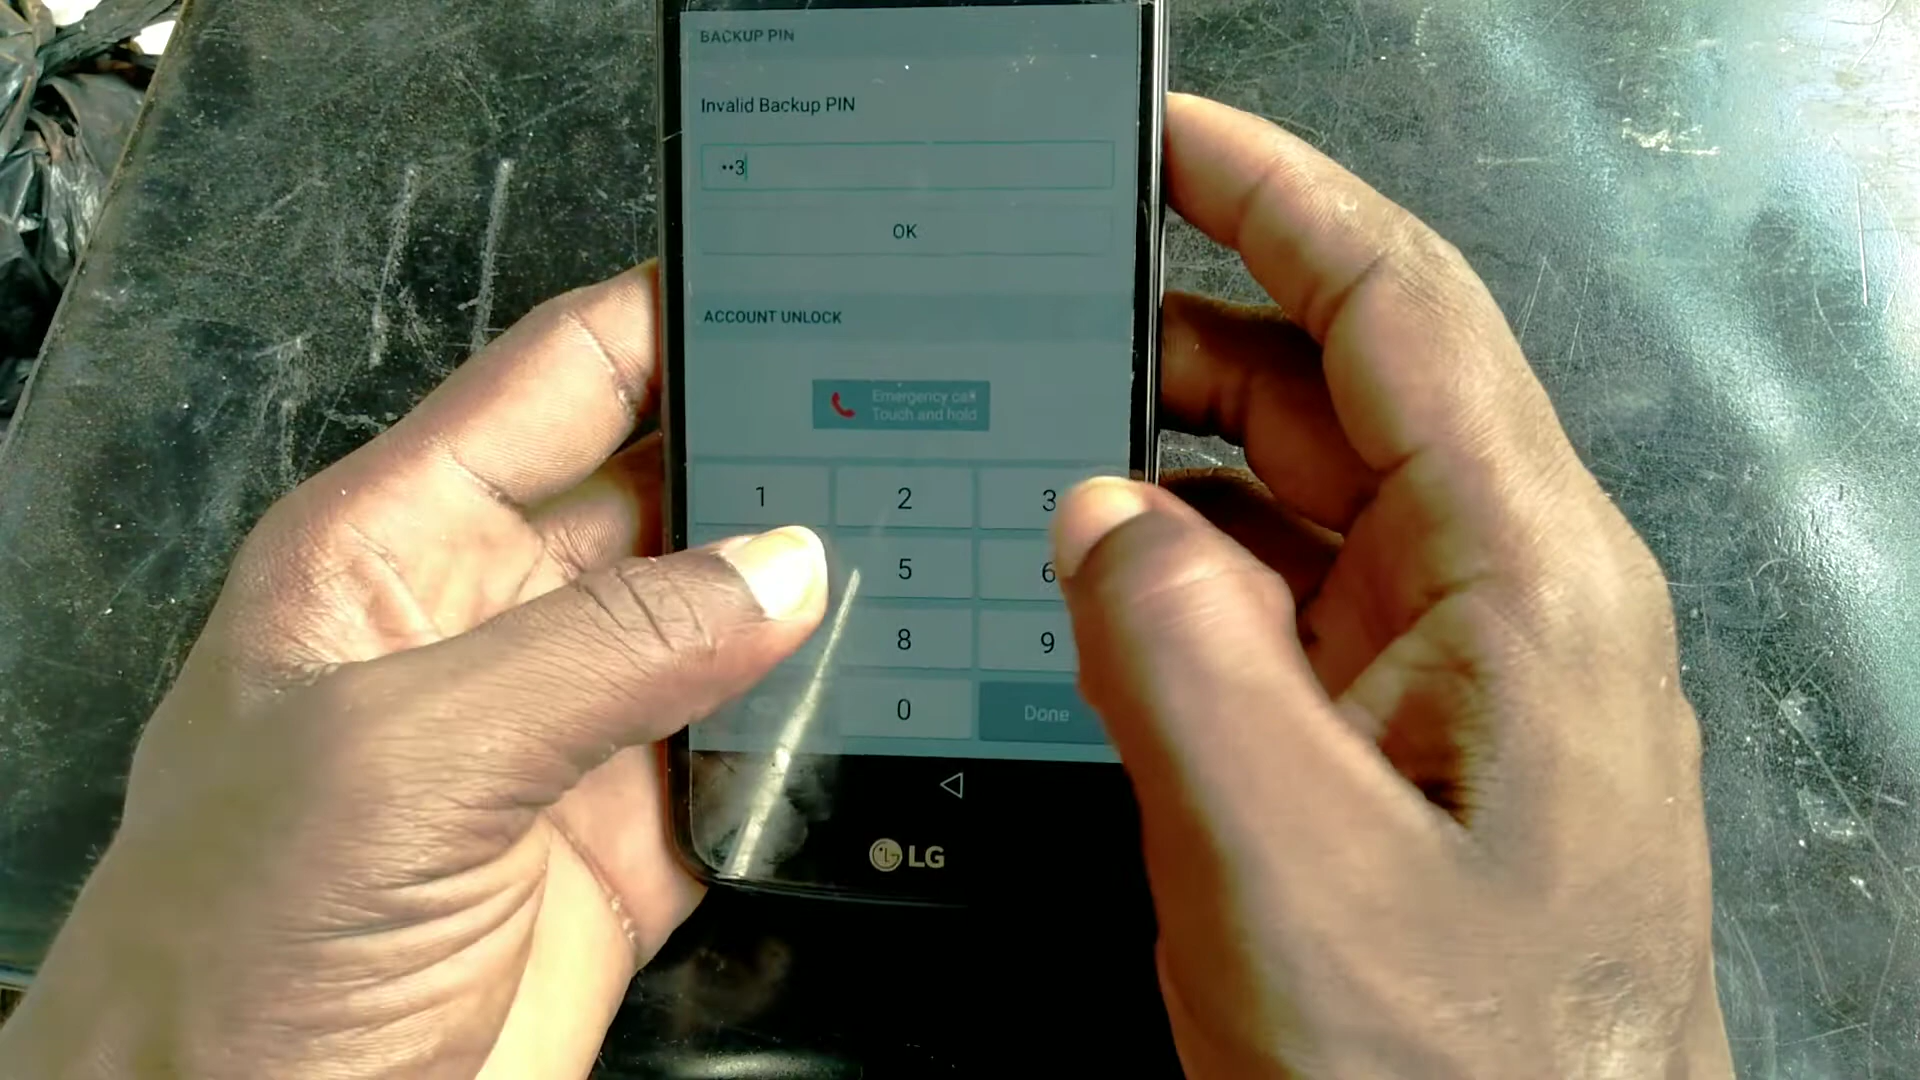 BACKUP PIN
Invalid Backup PIN
••3
OK
ACCOUNT UNLOCK
Emergency call
Touch and hold
1 2 3
5 6
8 9
0 Done
LG LG